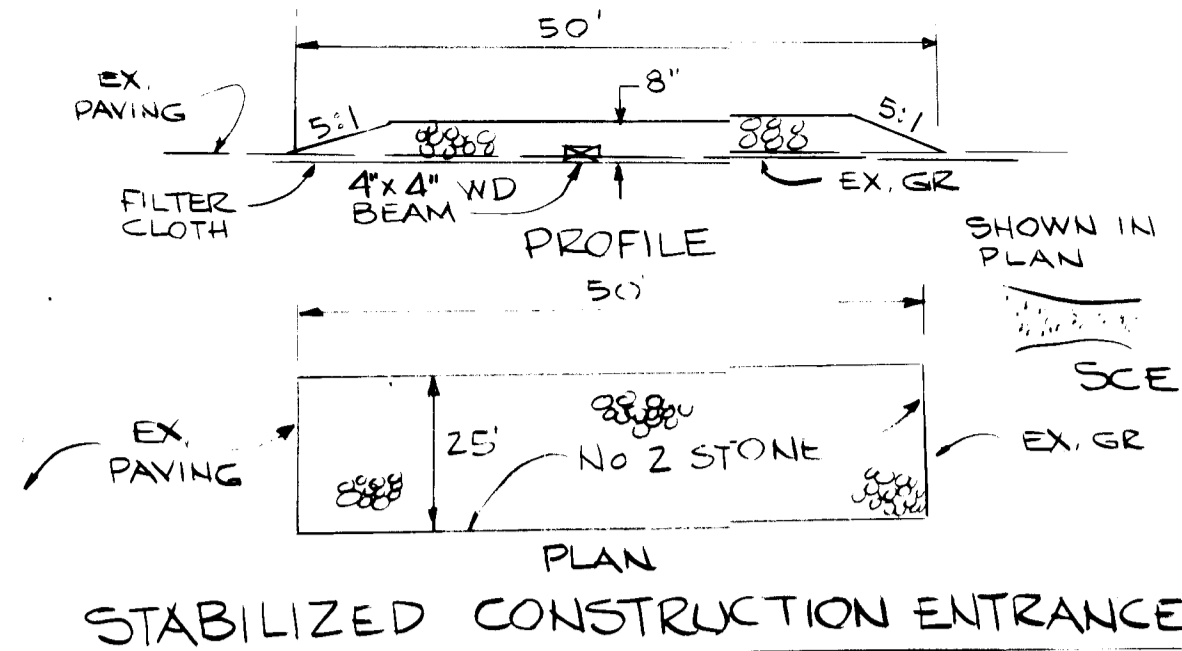 50'
EX.
PAVING
5:1
8"
5:1
FILTER
CLOTH
4"x 4" WD
BEAM
EX. GR
PROFILE
SHOWN IN
PLAN
SCE
50'
EX.
PAVING
25'
No 2 STONE
EX. GR
PLAN
STABILIZED CONSTRUCTION ENTRANCE